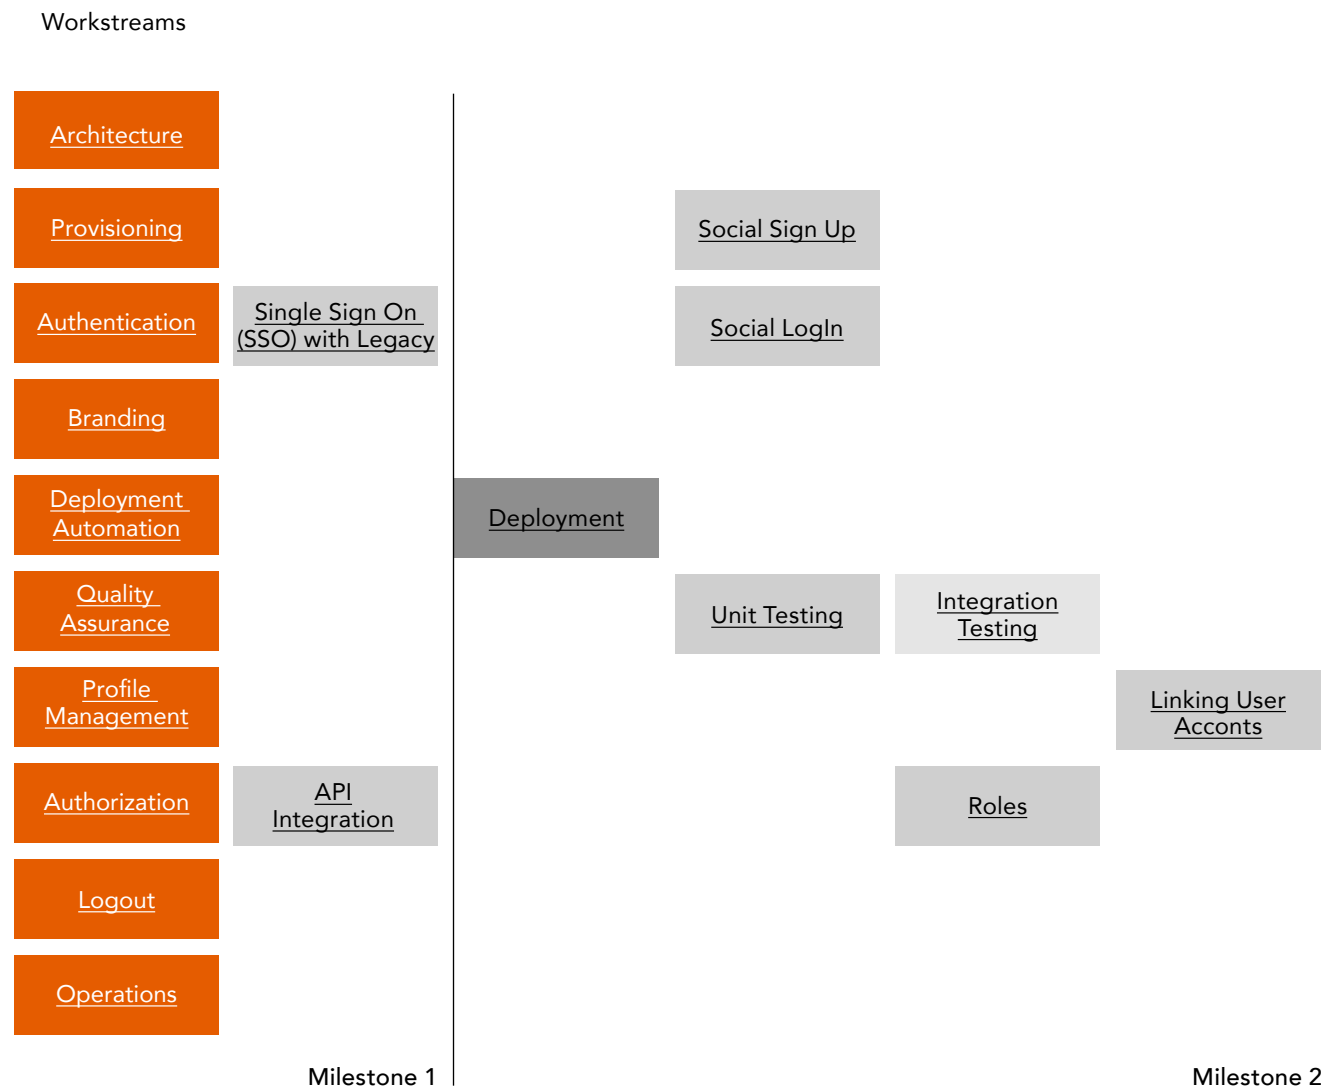 Workstreams
Architecture
Provisioning
Social Sign Up
Authentication
Single Sign On
(SSO) with Legacy
Social LogIn
Branding
Deployment
Automation
Deployment
Quality
Assurance
Unit Testing
Integration
Testing
Profile
Management
Linking User
Acconts
Authorization
API
Integration
Roles
Logout
Operations
Milestone 1
Milestone 2